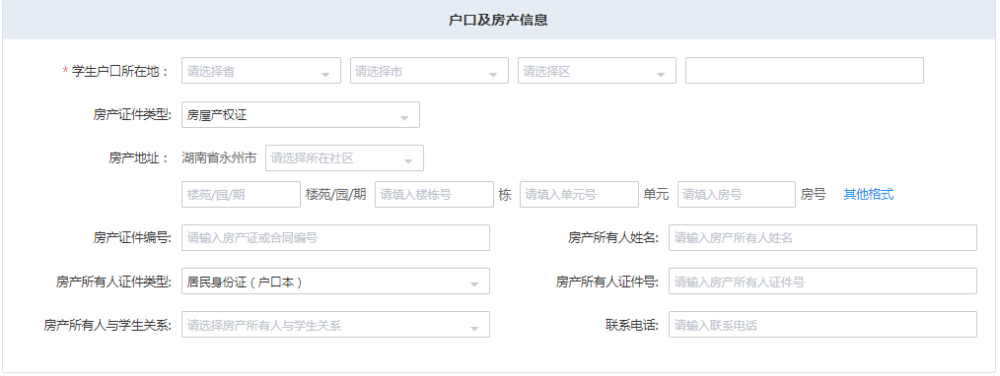 户口及房产信息
* 学生户口所在地： 请选择省 请选择市 请选择区
房产证件类型: 房屋产权证
房产地址： 湖南省永州市 请选择所在社区
楼苑/园/期 楼苑/园/期 请填入楼栋号 栋 请填入单元号 单元 请填入房号 房号 其他格式
房产证件编号: 请输入房产证或合同编号 房产所有人姓名: 请输入房产所有人姓名
房产所有人证件类型: 居民身份证（户口本） 房产所有人证件号: 请输入房产所有人证件号
房产所有人与学生关系: 请选择房产所有人与学生关系 联系电话: 请输入联系电话